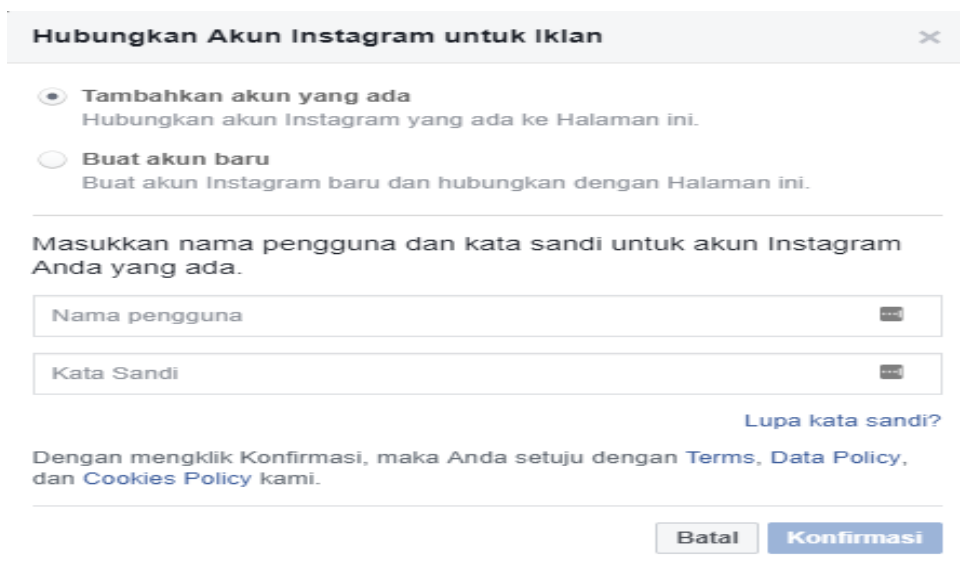 Hubungkan Akun Instagram untuk Iklan
Tambahkan akun yang ada
Hubungkan akun Instagram yang ada ke Halaman ini.
Buat akun baru
Buat akun Instagram baru dan hubungkan dengan Halaman ini.
Masukkan nama pengguna dan kata sandi untuk akun Instagram
Anda yang ada.
Nama pengguna
Kata Sandi
Lupa kata sandi?
Dengan mengklik Konfirmasi, maka Anda setuju dengan Terms, Data Policy,
dan Cookies Policy kami.
Batal Konfirmasi